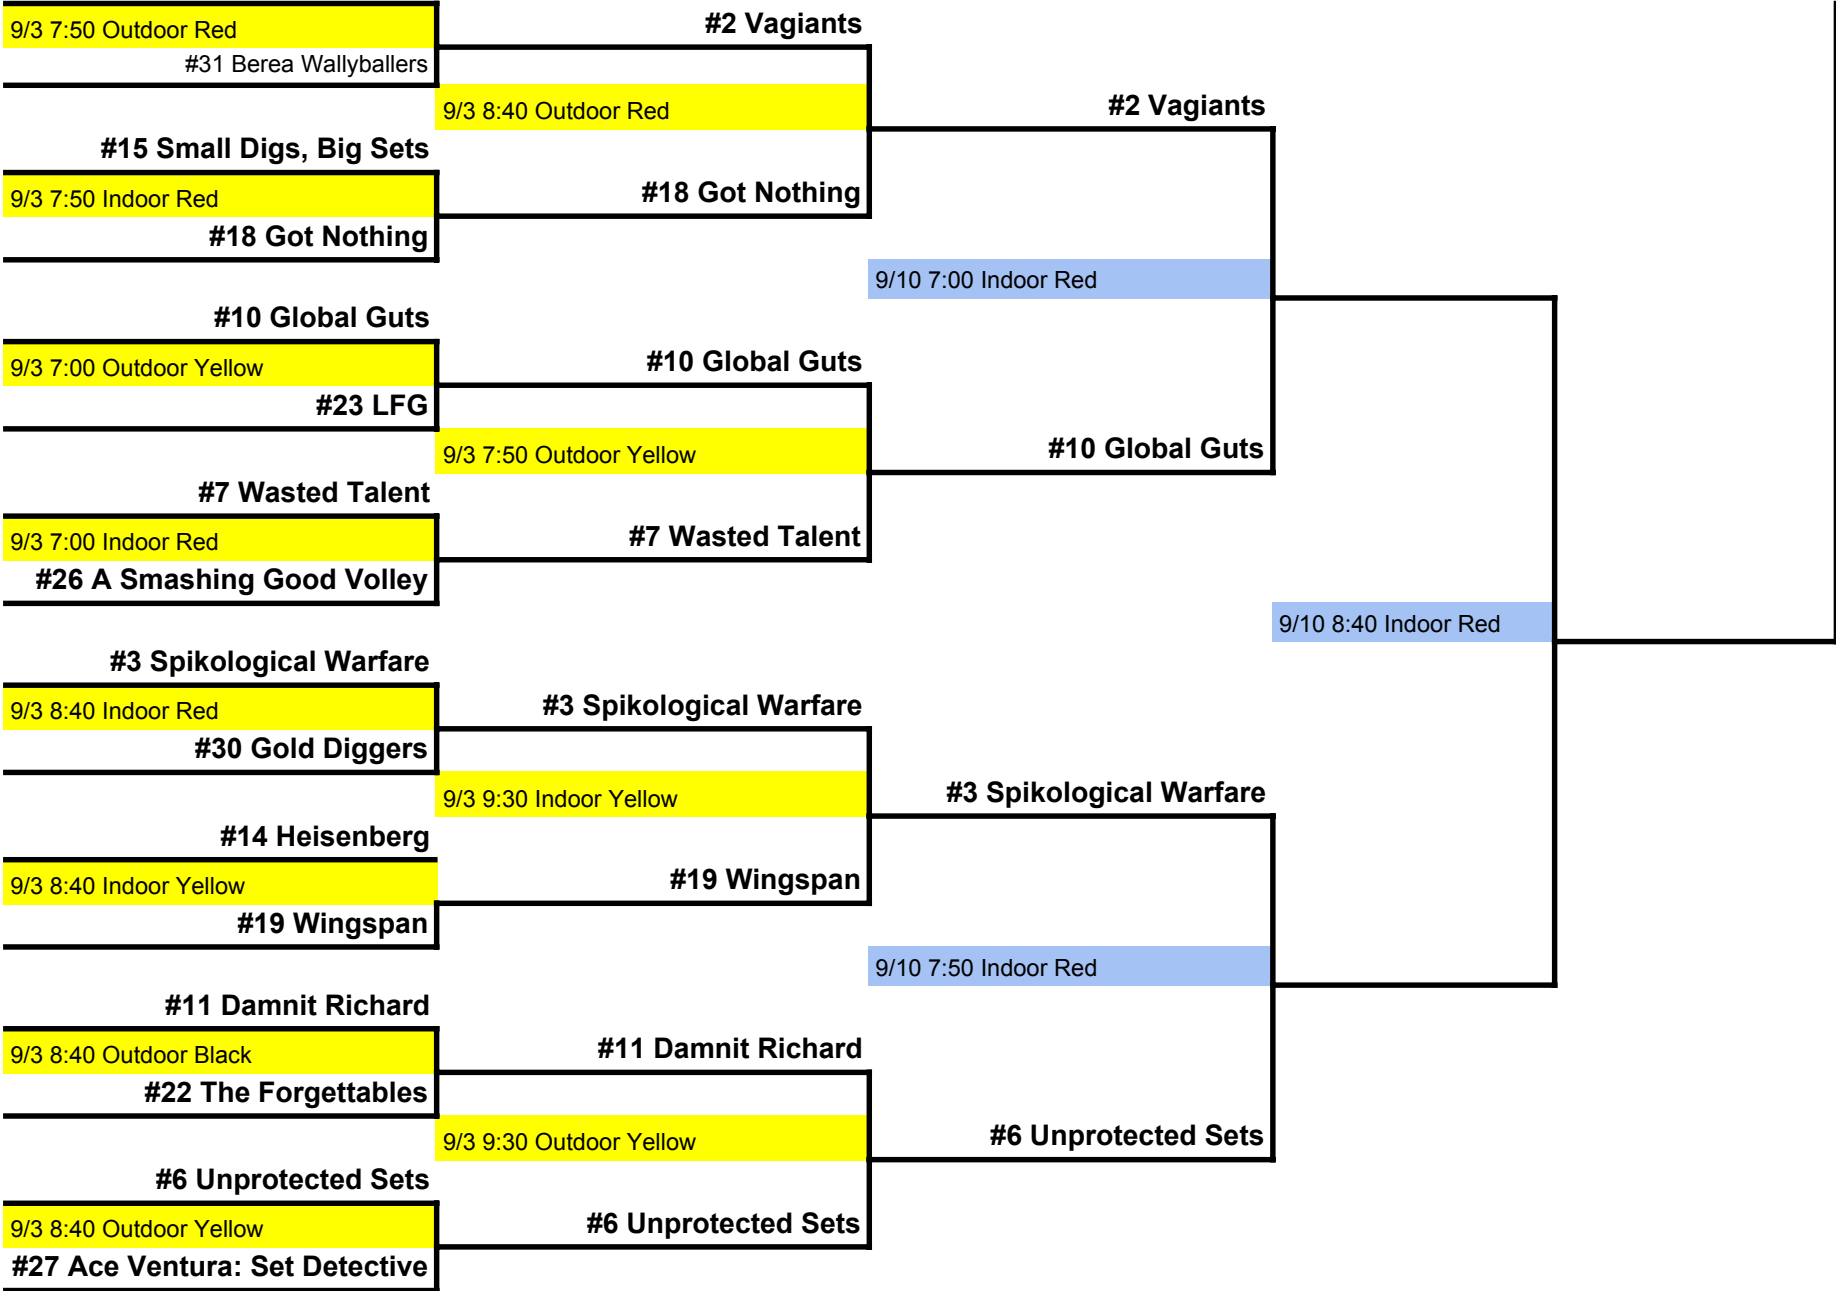 9/3 7:50 Outdoor Red
#31 Berea Wallyballers
#15 Small Digs, Big Sets
9/3 7:50 Indoor Red
#18 Got Nothing
#10 Global Guts
9/3 7:00 Outdoor Yellow
#23 LFG
#7 Wasted Talent
9/3 7:00 Indoor Red
#26 A Smashing Good Volley
#3 Spikological Warfare
9/3 8:40 Indoor Red
#30 Gold Diggers
#14 Heisenberg
9/3 8:40 Indoor Yellow
#19 Wingspan
#11 Damnit Richard
9/3 8:40 Outdoor Black
#22 The Forgettables
#6 Unprotected Sets
9/3 8:40 Outdoor Yellow
#27 Ace Ventura: Set Detective
#2 Vagiants
9/3 8:40 Outdoor Red
#18 Got Nothing
#10 Global Guts
9/3 7:50 Outdoor Yellow
#7 Wasted Talent
#3 Spikological Warfare
9/3 9:30 Indoor Yellow
#19 Wingspan
#11 Damnit Richard
9/3 9:30 Outdoor Yellow
#6 Unprotected Sets
#2 Vagiants
9/10 7:00 Indoor Red
#10 Global Guts
#3 Spikological Warfare
9/10 7:50 Indoor Red
#6 Unprotected Sets
9/10 8:40 Indoor Red